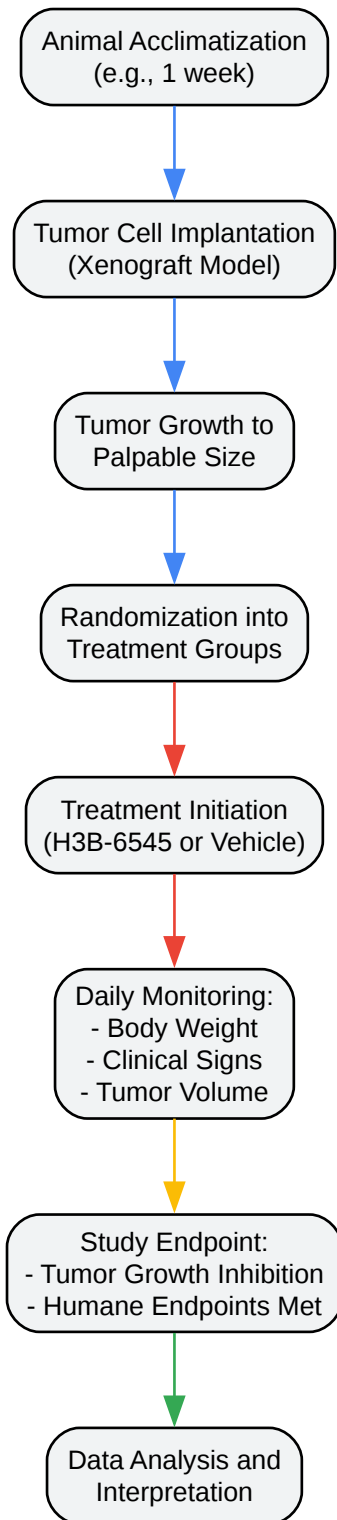 Animal Acclimatization
(e.g., 1 week)
Tumor Cell Implantation
(Xenograft Model)
Tumor Growth to
Palpable Size
Randomization into
Treatment Groups
Treatment Initiation
(H3B-6545 or Vehicle)
Daily Monitoring:
- Body Weight
- Clinical Signs
- Tumor Volume
Study Endpoint:
- Tumor Growth Inhibition
- Humane Endpoints Met
Data Analysis and
Interpretation